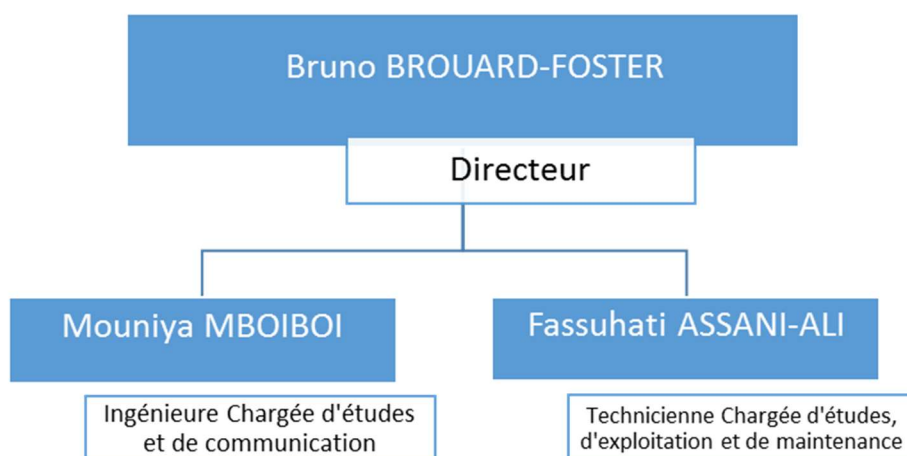 Bruno BROUARD-FOSTER
Directeur
Mouniya MBOIBOI
Ingénieure Chargée d'études
et de communication
Fassuhati ASSANI-ALI
Technicienne Chargée d'études,
d'exploitation et de maintenance